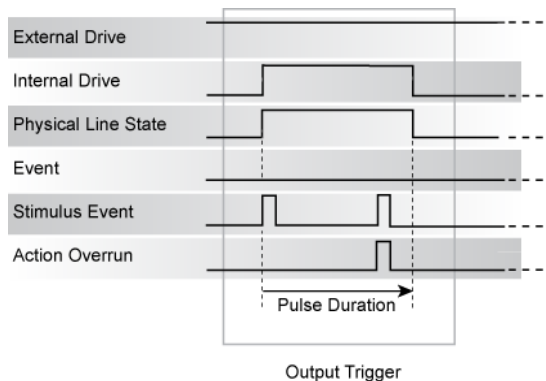 External Drive
Internal Drive
Physical Line State
Event
Stimulus Event
Action Overrun
Pulse Duration
Output Trigger